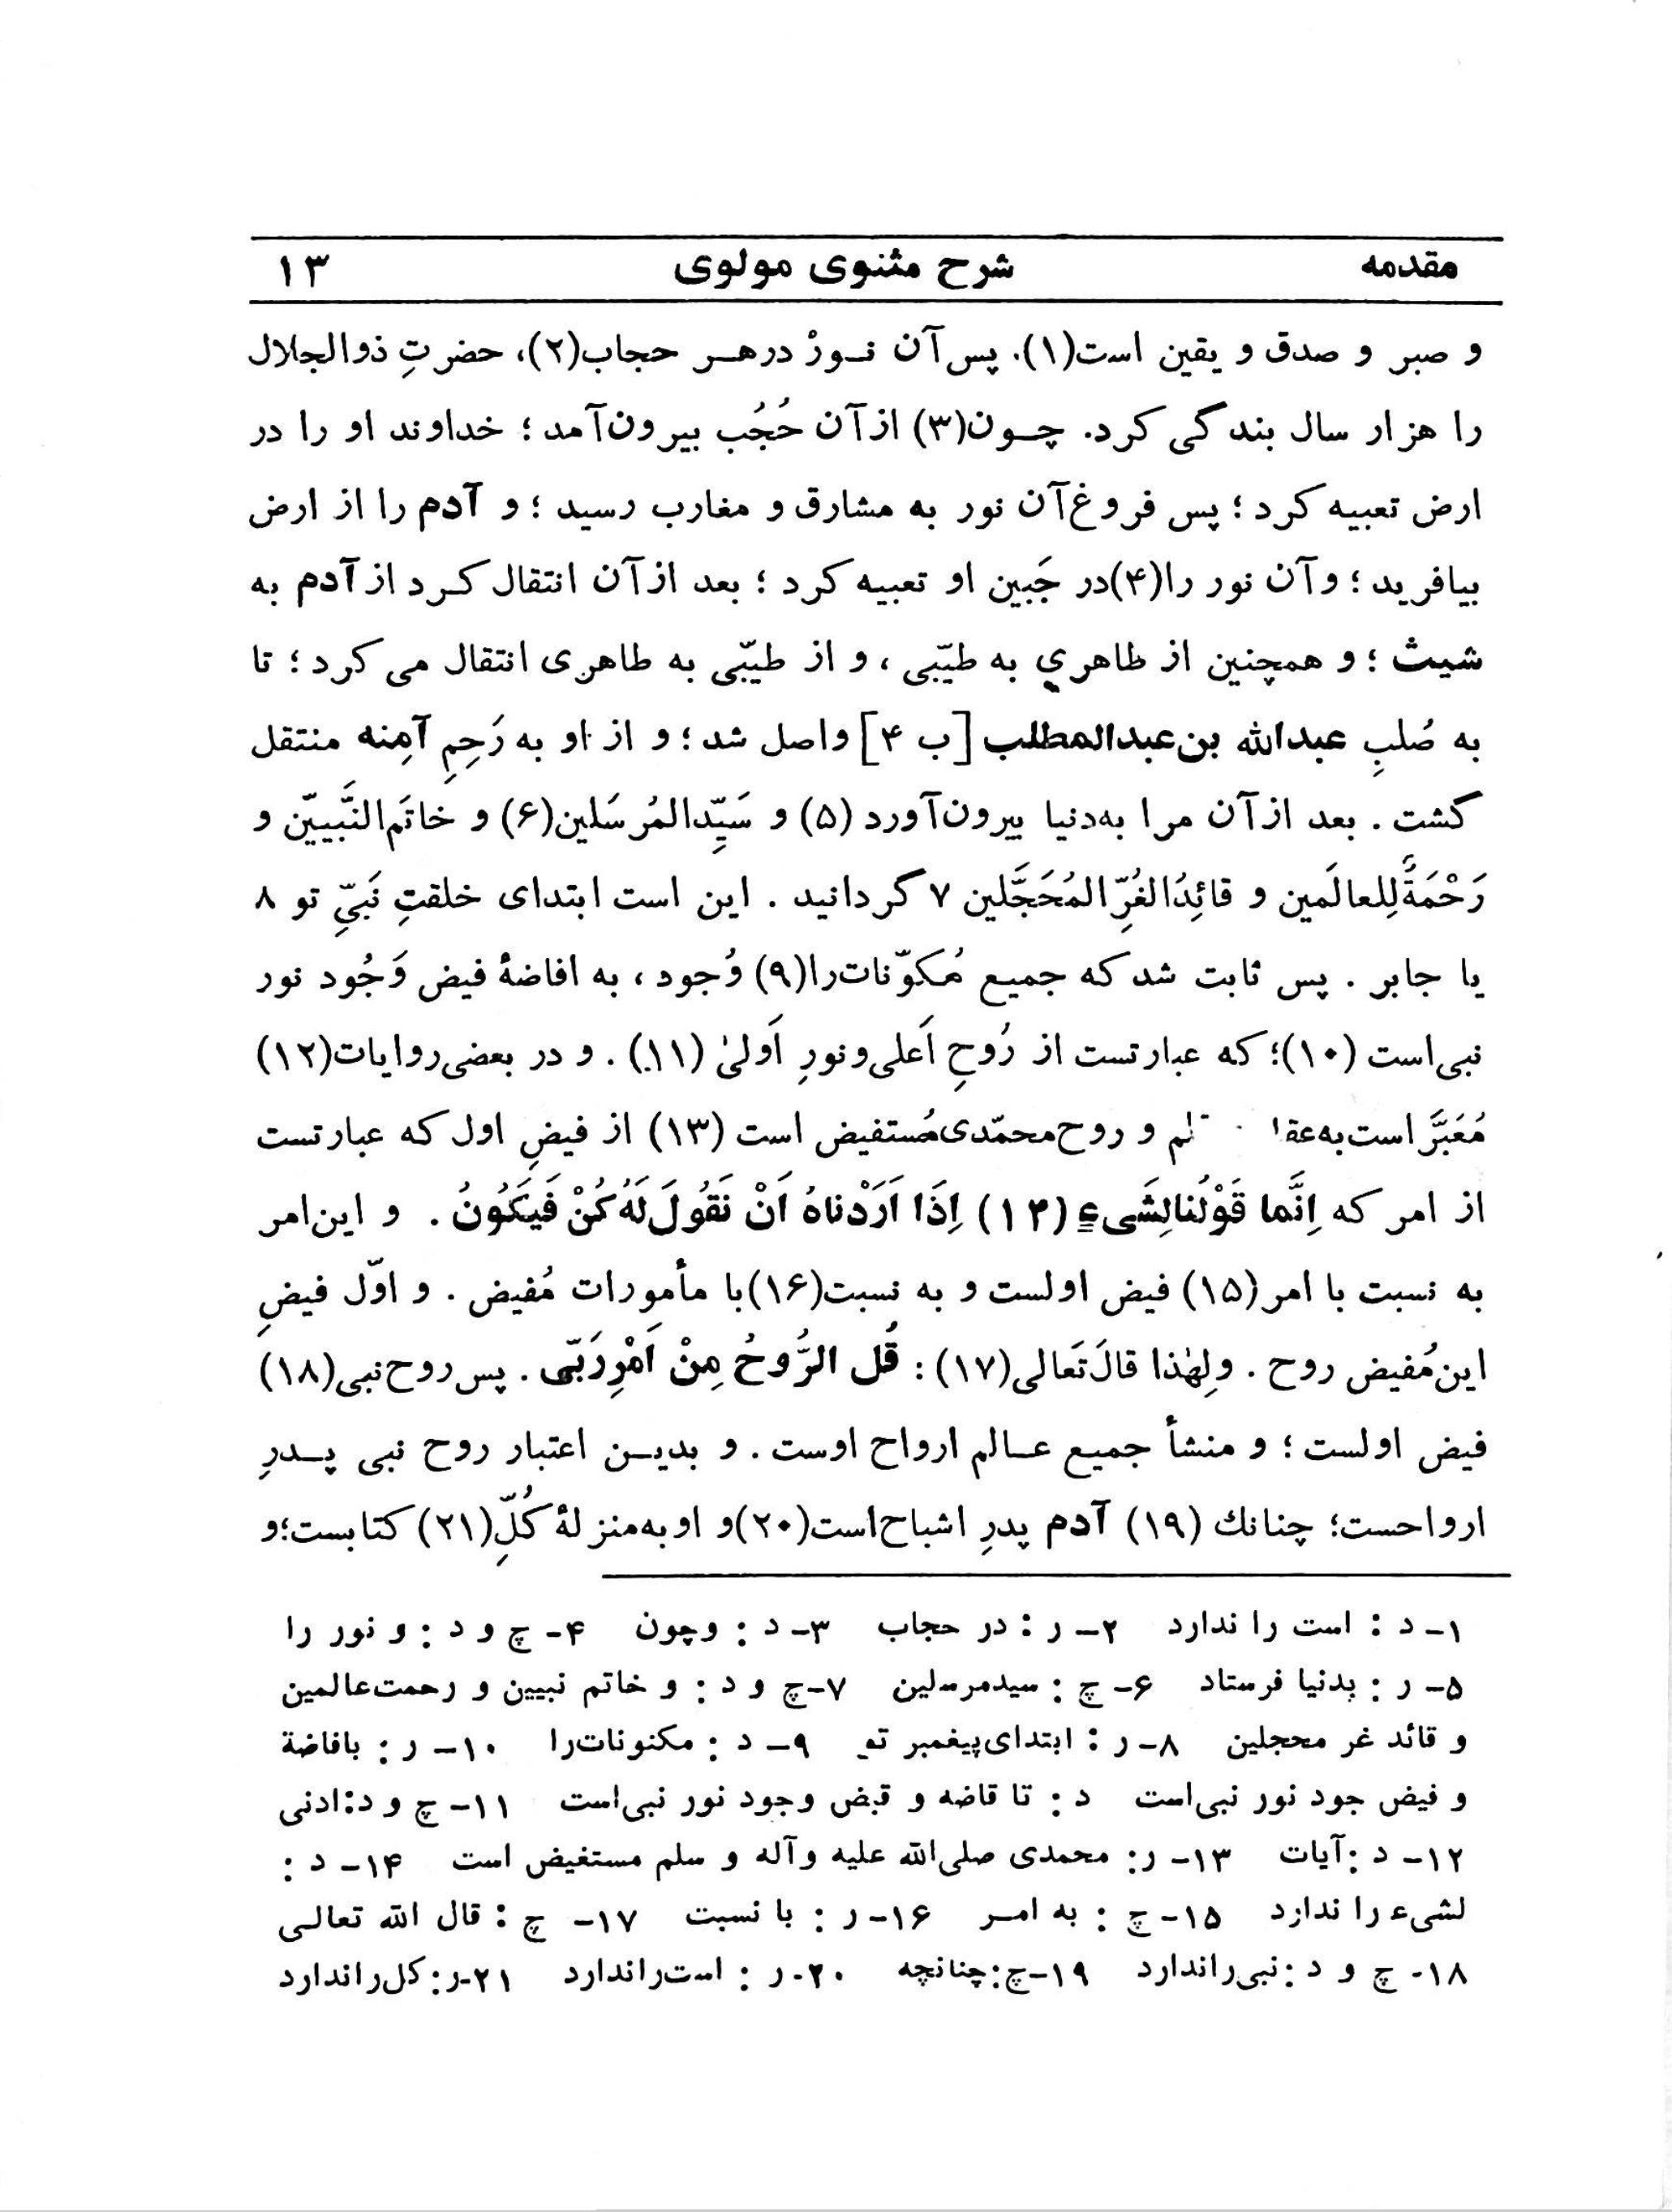 مقدمه شرح مثنوی مولوی ۱۳
و صبر و صدق و یقین است(۱). پس آن نورْ در هر حجاب(۲)، حضرتِ ذوالجلال
را هزار سال بندگی کرد. چون(۳) از آن حُجُب بیرون آمد ؛ خداوند او را در
ارض تعبیه کرد ؛ پس فروغ آن نور به مشارق و مغارب رسید ؛ و آدم را از ارض
بیافرید ؛ و آن نور را(۴) در جَبین او تعبیه کرد ؛ بعد از آن انتقال کرد از آدم به
شیث ؛ و همچنین از طاهریِ به طیّبی ، و از طیّبی به طاهری انتقال می کرد ؛ تا
به صُلبِ عبدالله بن عبدالمطلب [ب ۴] واصل شد ؛ و از او به رَحِمِ آمِنه منتقل
گشت . بعد از آن مرا به دنیا بیرون آورد (۵) و سَیِّدالمُرسَلین(۶) و خاتَم النَّبییّن و
رَحْمَةً لِلعالَمین و قائِدُالغُرِّ المُحَجَّلین ۷ گردانید . این است ابتدای خلقتِ نَبیِّ تو ۸
یا جابر . پس ثابت شد که جمیع مُکوّنات را(۹) وُجود ، به افاضهٔ فیض وَجُود نور
نبی است (۱۰)؛ که عبارتست از رُوحِ اَعلی و نورِ اَولیٰ (۱۱) . و در بعضی روایات(۱۲)
مُعَبَّر است به و روح محمّدی مُستفیض است (۱۳) از فیضِ اول که عبارتست
از امر که اِنَّما قَوْلُنا لِشَیءٍ (۱۴) اِذَا اَرَدْناهُ اَنْ نَقُولَ لَهُ کُنْ فَیَکُونُ . و این امر
به نسبت با امر (۱۵) فیض اولست و به نسبت(۱۶) با مأمورات مُفیض . و اوّل فیضِ
این مُفیض روح . و لِهٰذا قالَ تَعالی(۱۷) : قُل الرُّوحُ مِنْ اَمْرِ رَبّی . پس روح نبی(۱۸)
فیض اولست ؛ و منشأ جمیع عالم ارواح اوست . و بدین اعتبار روح نبی پدرِ
ارواحست؛ چنانك (۱۹) آدم پدرِ اشباح است(۲۰) و او به منزلهٔ کُلِّ(۲۱) کتابست؛ و
۱- د : است را ندارد ۲- ر : در حجاب ۳- د : و چون ۴- چ و د : و نور را
۵- ر : بدنیا فرستاد ۶- چ : سیدمرسلین ۷- چ و د : و خاتم نبیین و رحمت عالمین
و قائد غر محجلین ۸- ر : ابتدای پیغمبر تو ۹- د : مکنونات را ۱۰- ر : بافاضة
و فیض جود نور نبی است د : تا قاضه و قبض وجود نور نبی است ۱۱- چ و د: ادنی
۱۲- د : آیات ۱۳- ر: محمدی صلی الله علیه و آله و سلم مستفیض است ۱۴- د :
لشیء را ندارد ۱۵- چ : به امر ۱۶- ر : با نسبت ۱۷- چ : قال الله تعالی
۱۸- چ و د : نبی را ندارد ۱۹- چ: چنانچه ۲۰- ر : است را ندارد ۲۱- ر: کل را ندارد